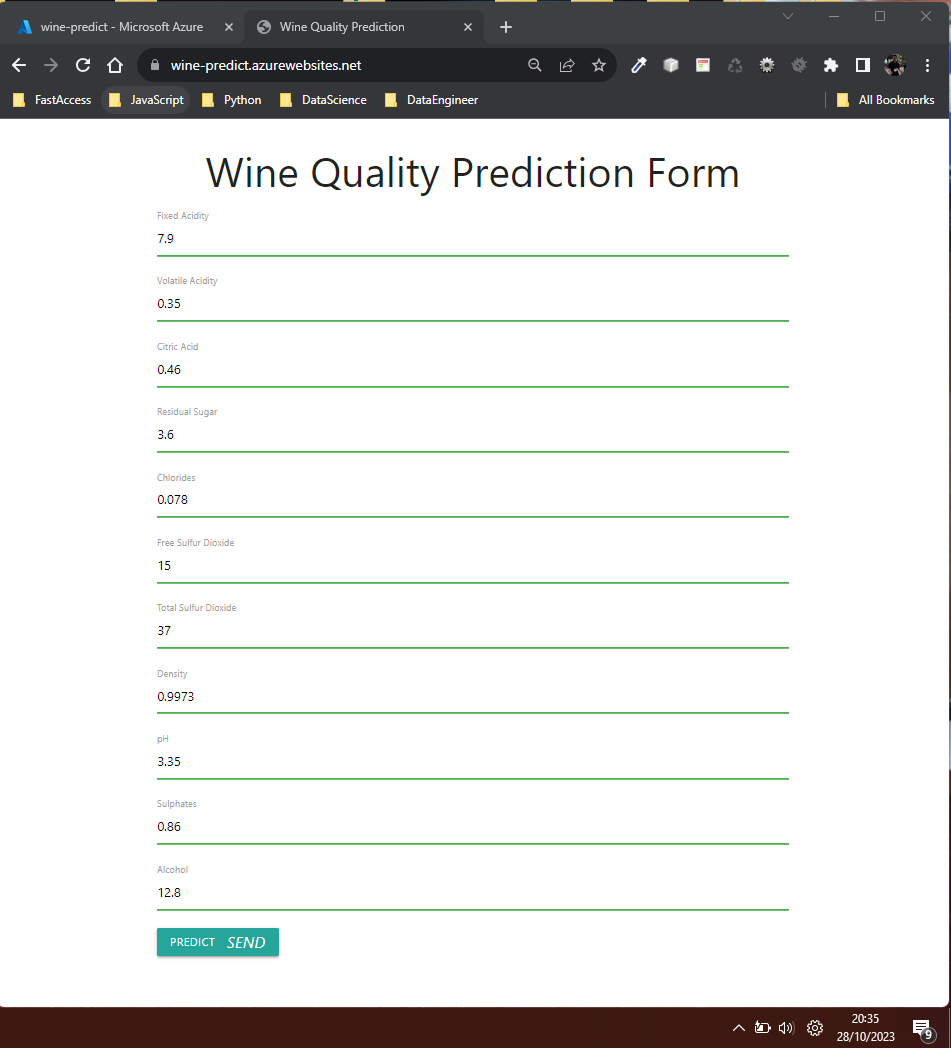 wine-predict - Microsoft Azure
Wine Quality Prediction
wine-predict.azurewebsites.net
FastAccess JavaScript Python DataScience DataEngineer All Bookmarks
Wine Quality Prediction Form
Fixed Acidity
7.9
Volatile Acidity
0.35
Citric Acid
0.46
Residual Sugar
3.6
Chlorides
0.078
Free Sulfur Dioxide
15
Total Sulfur Dioxide
37
Density
0.9973
pH
3.35
Sulphates
0.86
Alcohol
12.8
PREDICT SEND
20:35
28/10/2023
9